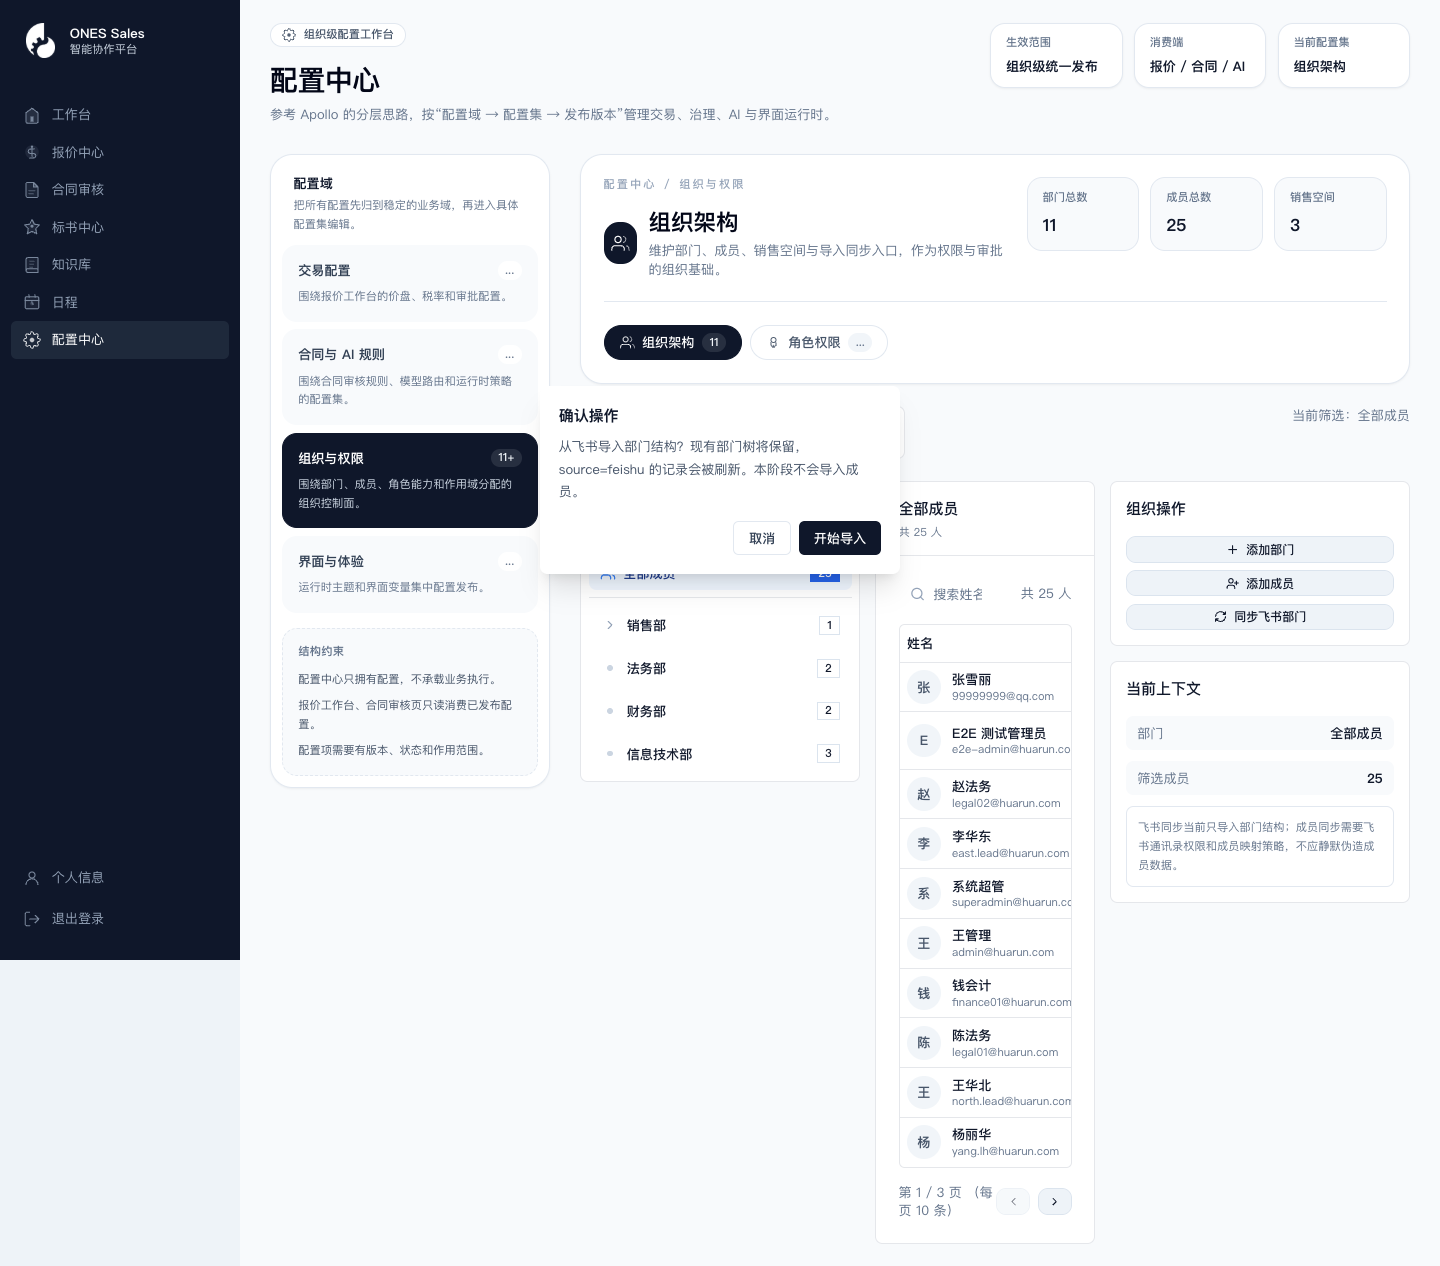 ONES Sales
智能协作平台
工作台
报价中心
合同审核
标书中心
知识库
日程
配置中心
个人信息
退出登录
组织级配置工作台
配置中心
参考 Apollo 的分层思路，按“配置域 → 配置集 → 发布版本”管理交易、治理、AI 与界面运行时。
生效范围
组织级统一发布
消费端
报价 / 合同 / AI
当前配置集
组织架构
配置域
把所有配置先归到稳定的业务域，再进入具体
配置集编辑。
交易配置
...
围绕报价工作台的价盘、税率和审批配置。
合同与 AI 规则
...
围绕合同审核规则、模型路由和运行时策略
的配置集。
组织与权限
11+
围绕部门、成员、角色能力和作用域分配的
组织控制面。
界面与体验
...
运行时主题和界面变量集中配置发布。
结构约束
配置中心只拥有配置，不承载业务执行。
报价工作台、合同审核页只读消费已发布配
置。
配置项需要有版本、状态和作用范围。
配置中心 / 组织与权限
组织架构
维护部门、成员、销售空间与导入同步入口，作为权限与审批
的组织基础。
部门总数
11
成员总数
25
销售空间
3
组织架构 11
角色权限 ...
当前筛选：全部成员
确认操作
从飞书导入部门结构？现有部门树将保留，
source=feishu 的记录会被刷新。本阶段不会导入成
员。
取消
开始导入
全部成员
25
销售部
1
法务部
2
财务部
2
信息技术部
3
全部成员
共 25 人
搜索姓名
共 25 人
姓名
张
张雪丽
99999999@qq.com
E
E2E 测试管理员
e2e-admin@huarun.co
赵
赵法务
legal02@huarun.com
李
李华东
east.lead@huarun.com
系
系统超管
superadmin@huarun.cc
王
王管理
admin@huarun.com
钱
钱会计
finance01@huarun.com
陈
陈法务
legal01@huarun.com
王
王华北
north.lead@huarun.com
杨
杨丽华
yang.lh@huarun.com
第 1 / 3 页 （每
页 10 条）
组织操作
添加部门
添加成员
同步飞书部门
当前上下文
部门
全部成员
筛选成员
25
飞书同步当前只导入部门结构；成员同步需要飞
书通讯录权限和成员映射策略，不应静默伪造成
员数据。